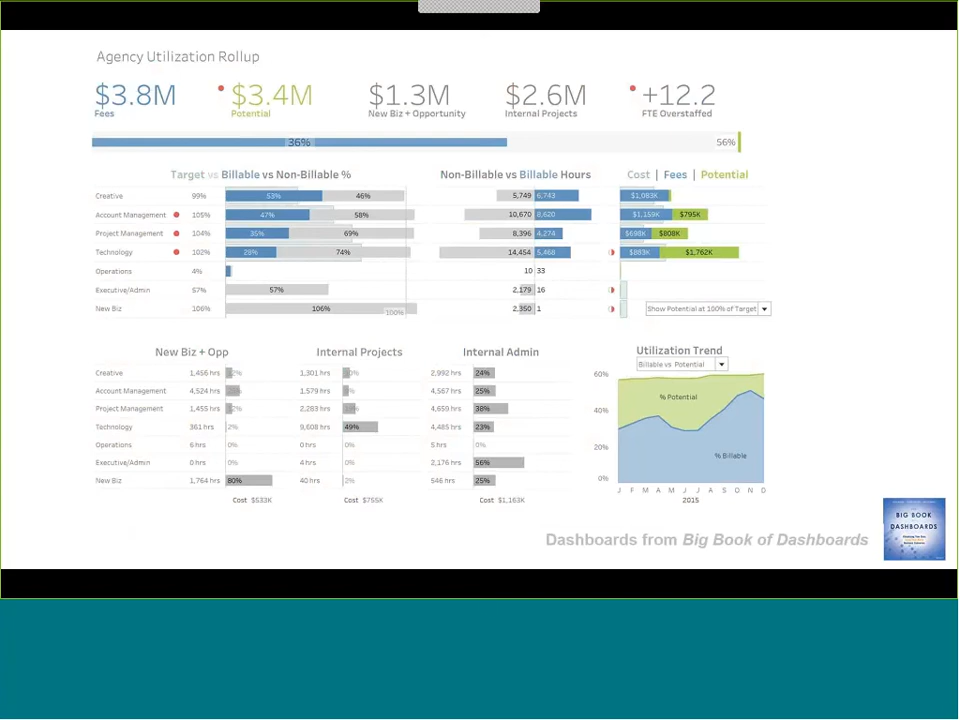 Agency Utilization Rollup
$3.8M $3.4M $1.3M $2.6M +12.2
Fees Potential New Biz + Opportunity Internal Projects FTE Overstaffed
36% 56%
Target vs Billable vs Non-Billable % Non-Billable vs Billable Hours Cost | Fees | Potential
Creative 99% 53% 46% 5,749 6,743 $1,083K
Account Management 105% 47% 58% 10,670 8,620 $1,159K $795K
Project Management 104% 35% 69% 8,396 4,274 $698K $808K
Technology 102% 28% 74% 14,454 5,468 $883K $1,762K
Operations 4% 10 33
Executive/Admin 57% 57% 2,179 16
New Biz 106% 106% 100% 2,350 1 Show Potential at 100% of Target
New Biz + Opp Internal Projects Internal Admin Utilization Trend
Billable vs Potential
Creative 1,456 hrs 1,301 hrs 2,992 hrs 24%
Account Management 4,524 hrs 1,579 hrs 4,567 hrs 25%
Project Management 1,455 hrs 2,283 hrs 4,659 hrs 38%
Technology 361 hrs 2% 9,608 hrs 49% 4,485 hrs 23%
Operations 6 hrs 0% 0 hrs 0% 5 hrs 0%
Executive/Admin 0 hrs 0% 4 hrs 0% 2,176 hrs 56%
New Biz 1,764 hrs 80% 40 hrs 2% 546 hrs 25%
Cost $533K Cost $755K Cost $1,163K
60%
40%
20%
0%
% Potential
% Billable
J F M A M J J A S O N D
2015
Dashboards from Big Book of Dashboards
BIG BOOK
OF
DASHBOARDS